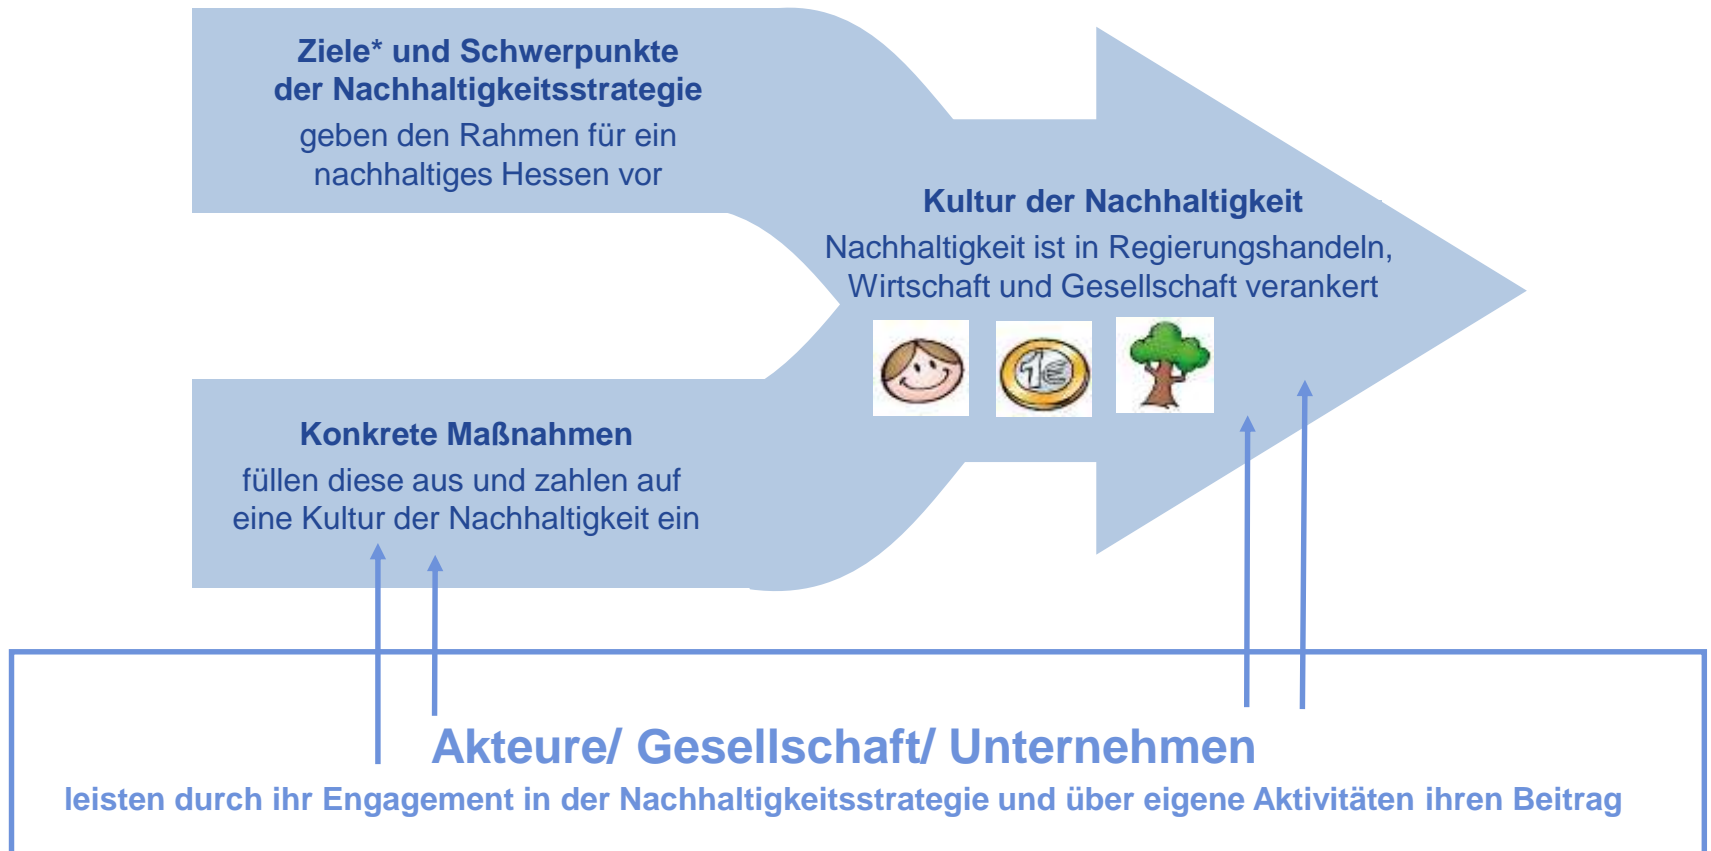 Ziele* und Schwerpunkte
der Nachhaltigkeitsstrategie
geben den Rahmen für ein
nachhaltiges Hessen vor
Kultur der Nachhaltigkeit
Nachhaltigkeit ist in Regierungshandeln,
Wirtschaft und Gesellschaft verankert
1€
Konkrete Maßnahmen
füllen diese aus und zahlen auf
eine Kultur der Nachhaltigkeit ein
Akteure/ Gesellschaft/ Unternehmen
leisten durch ihr Engagement in der Nachhaltigkeitsstrategie und über eigene Aktivitäten ihren Beitrag